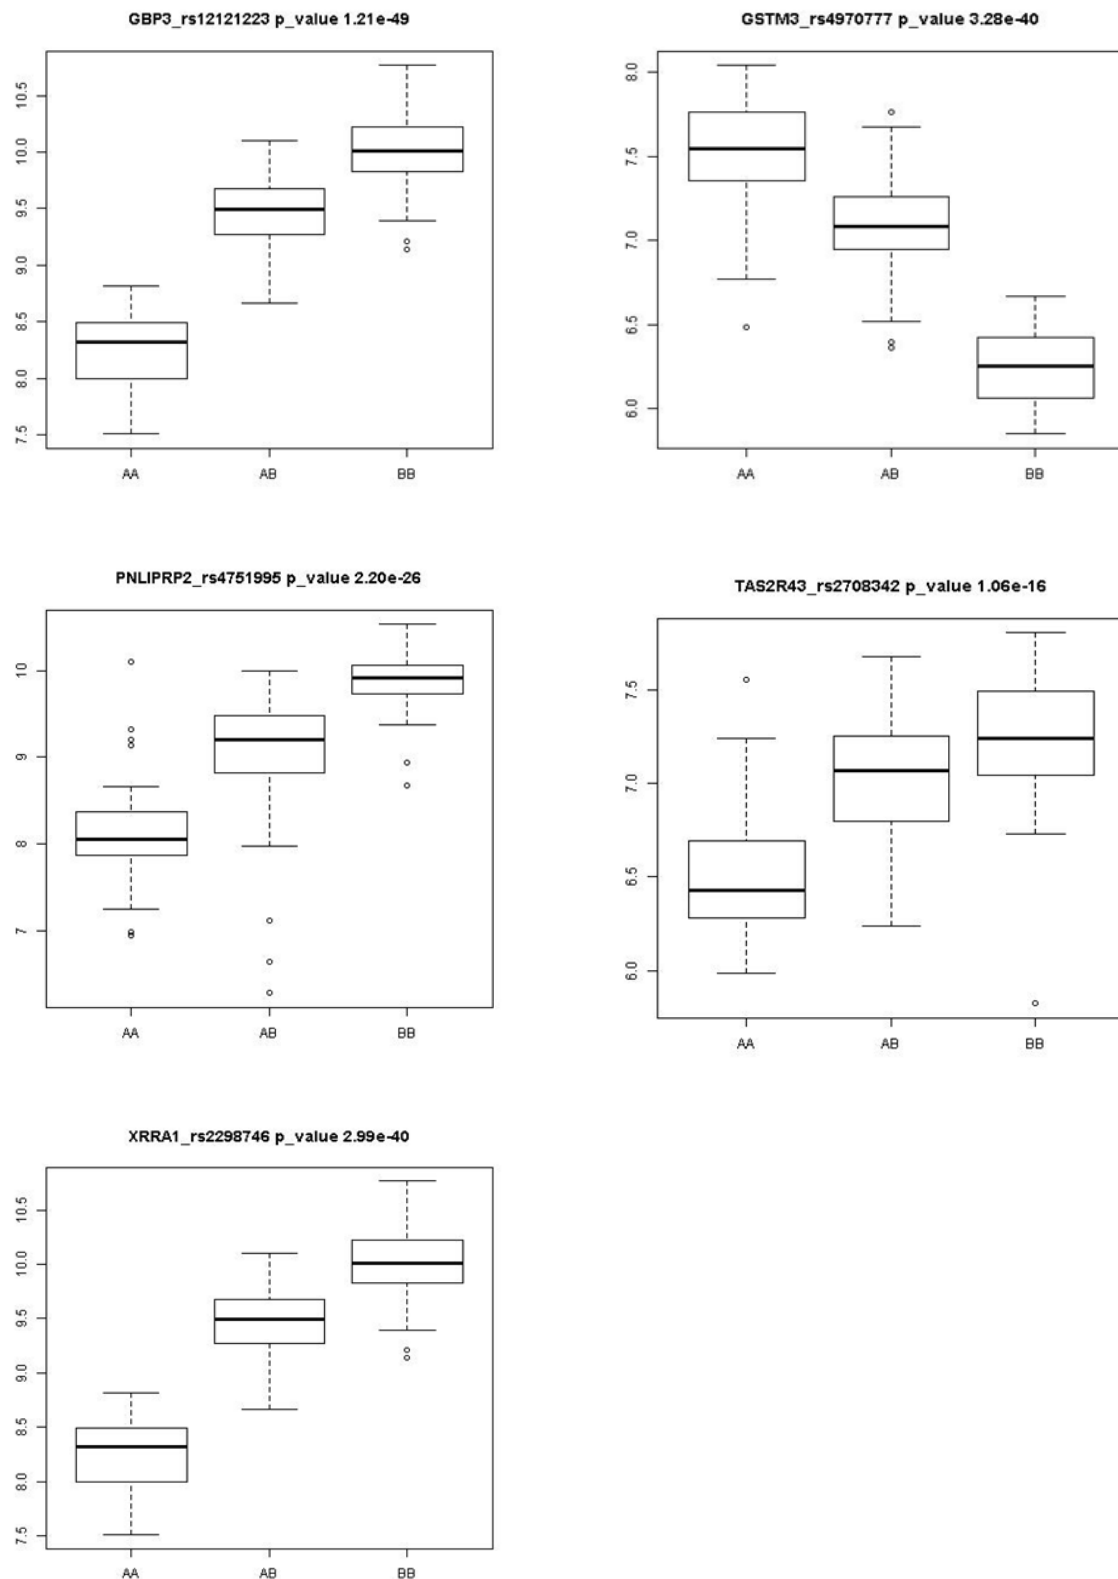 GBP3_rs12121223 p_value 1.21e-49
10.5
10.0
9.5
9.0
8.5
8.0
7.5
AA AB BB
GSTM3_rs4970777 p_value 3.28e-40
8.0
7.5
7.0
6.5
6.0
AA AB BB
PNLIPRP2_rs4751995 p_value 2.20e-26
10
9
8
7
AA AB BB
TAS2R43_rs2708342 p_value 1.06e-16
7.5
7.0
6.5
6.0
AA AB BB
XRRA1_rs2298746 p_value 2.99e-40
10.5
10.0
9.5
9.0
8.5
8.0
7.5
AA AB BB